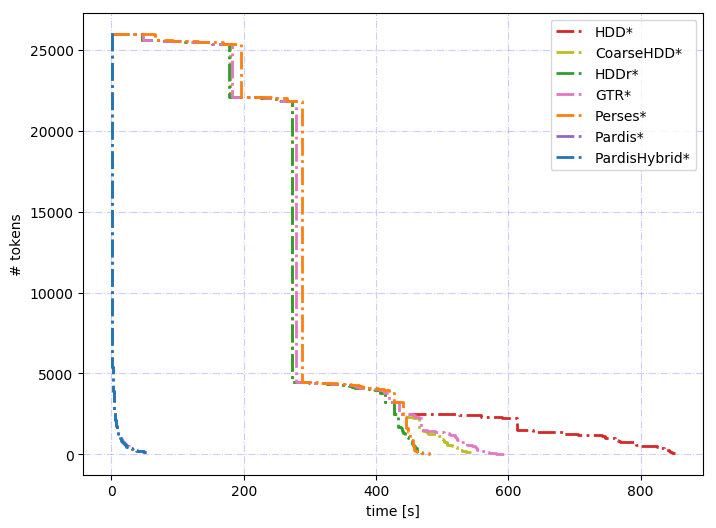 25000
20000
15000
10000
5000
0
# tokens
0 200 400 600 800
time [s]
HDD*
CoarseHDD*
HDDr*
GTR*
Perses*
Pardis*
PardisHybrid*